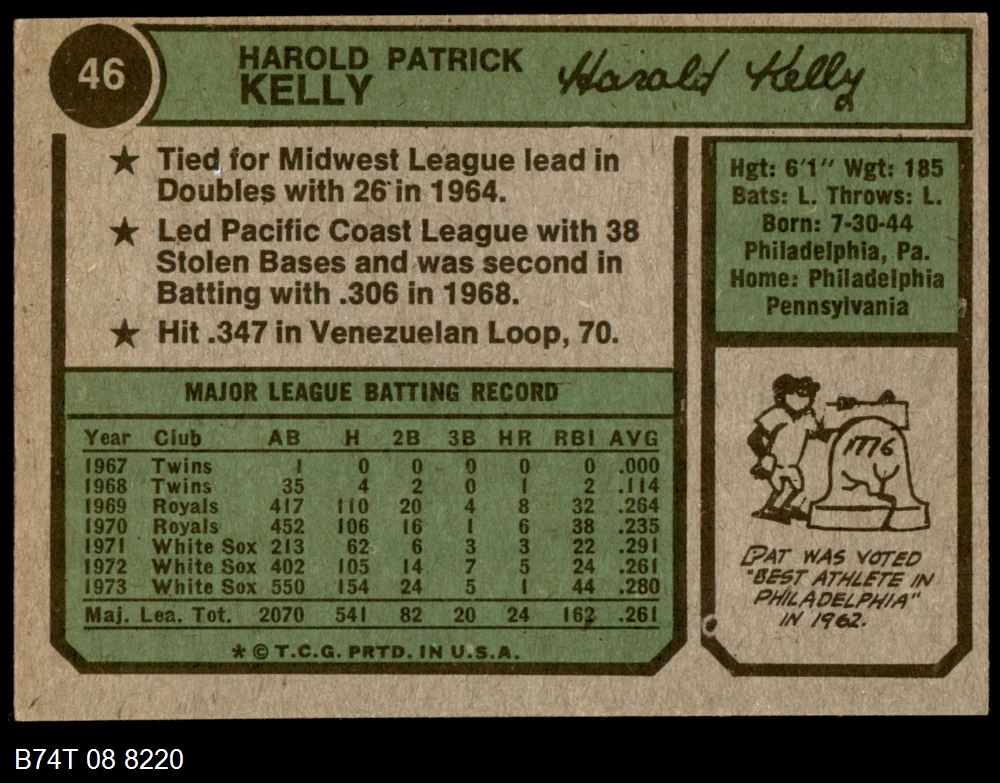 46
HAROLD PATRICK
KELLY
Harold Kelly
★ Tied for Midwest League lead in
Doubles with 26 in 1964.
★ Led Pacific Coast League with 38
Stolen Bases and was second in
Batting with .306 in 1968.
★ Hit .347 in Venezuelan Loop, 70.
Hgt: 6'1" Wgt: 185
Bats: L. Throws: L.
Born: 7-30-44
Philadelphia, Pa.
Home: Philadelphia
Pennsylvania
MAJOR LEAGUE BATTING RECORD
Year Club AB H 2B 3B HR RBI AVG
1967 Twins 1 0 0 0 0 0 .000
1968 Twins 35 4 2 0 1 2 .114
1969 Royals 417 110 20 4 8 32 .264
1970 Royals 452 106 16 1 6 38 .235
1971 White Sox 213 62 6 3 3 22 .291
1972 White Sox 402 105 14 7 5 24 .261
1973 White Sox 550 154 24 5 1 44 .280
Maj. Lea. Tot. 2070 541 82 20 24 162 .261
* © T.C.G. PRTD. IN U.S.A.
1776
PAT WAS VOTED
"BEST ATHLETE IN
PHILADELPHIA"
IN 1962.
B74T 08 8220